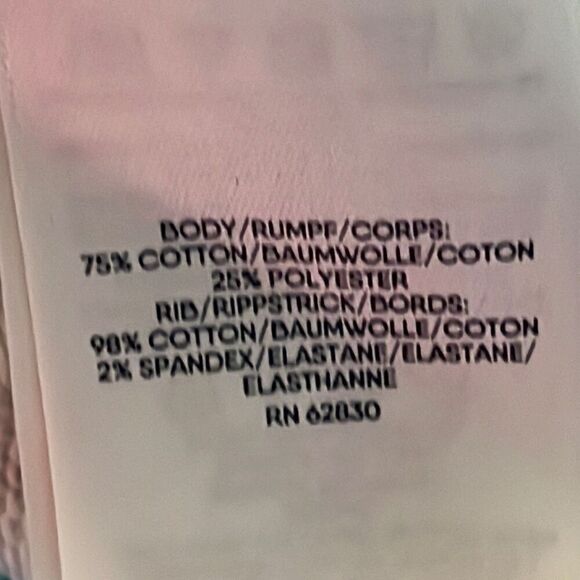 BODY/RUMPF/CORPS:
75% COTTON/BAUMWOLLE/COTON
25% POLYESTER
RIB/RIPPSTRICK/BORDS:
98% COTTON/BAUMWOLLE/COTON
2% SPANDEX/ELASTANE/ELASTANE/
ELASTHANNE
RN 62830